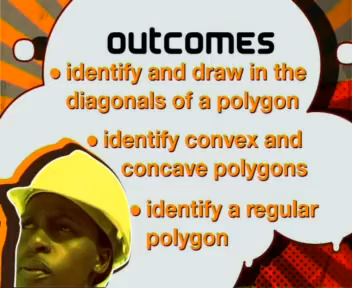 outcomes
• identify and draw in the
diagonals of a polygon
• identify convex and
concave polygons
• identify a regular
polygon